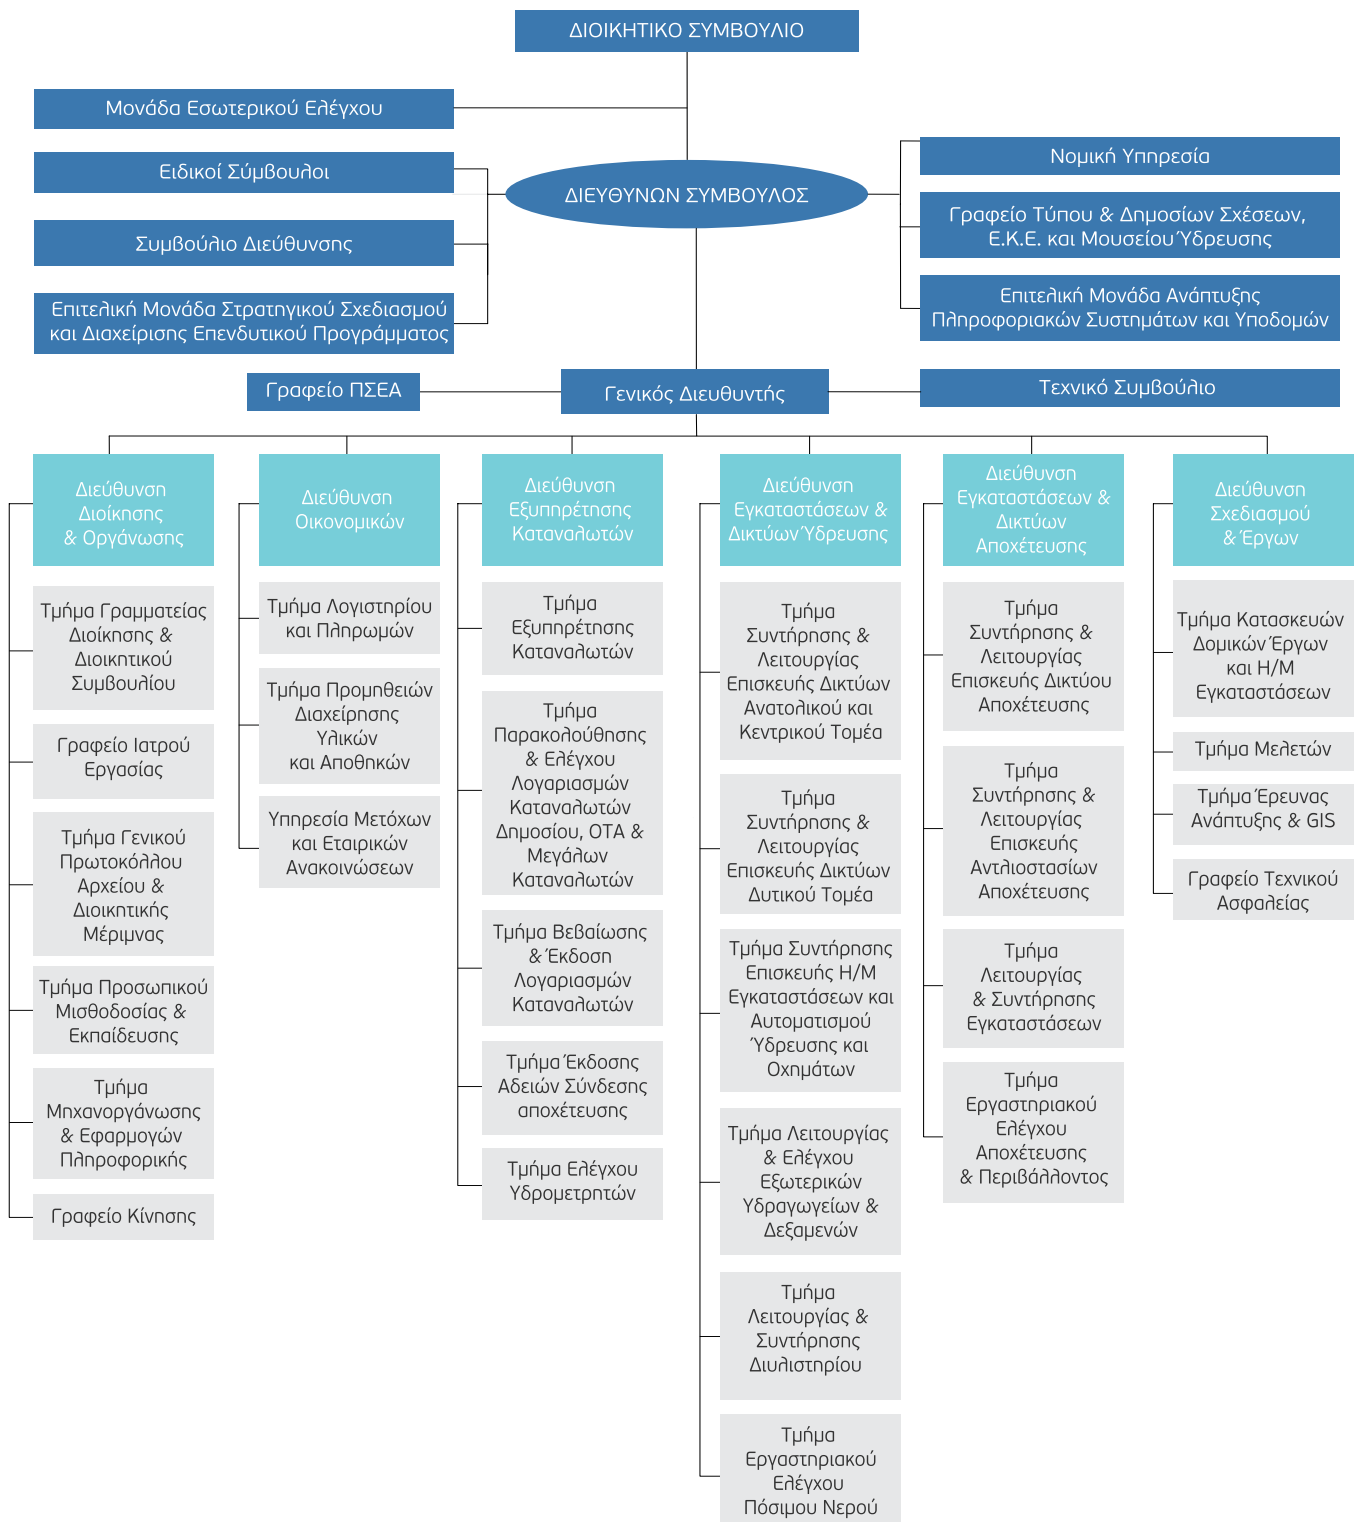 ΔΙΟΙΚΗΤΙΚΟ ΣΥΜΒΟΥΛΙΟ
Μονάδα Εσωτερικού Ελέγχου
Ειδικοί Σύμβουλοι
Συμβούλιο Διεύθυνσης
Επιτελική Μονάδα Στρατηγικού Σχεδιασμού
και Διαχείρισης Επενδυτικού Προγράμματος
ΔΙΕΥΘΥΝΩΝ ΣΥΜΒΟΥΛΟΣ
Νομική Υπηρεσία
Γραφείο Τύπου & Δημοσίων Σχέσεων,
Ε.Κ.Ε. και Μουσείου Ύδρευσης
Επιτελική Μονάδα Ανάπτυξης
Πληροφοριακών Συστημάτων και Υποδομών
Γραφείο ΠΣΕΑ
Γενικός Διευθυντής
Τεχνικό Συμβούλιο
Διεύθυνση
Διοίκησης
& Οργάνωσης
Τμήμα Γραμματείας
Διοίκησης &
Διοικητικού
Συμβουλίου
Γραφείο Ιατρού
Εργασίας
Τμήμα Γενικού
Πρωτοκόλλου
Αρχείου &
Διοικητικής
Μέριμνας
Τμήμα Προσωπικού
Μισθοδοσίας &
Εκπαίδευσης
Τμήμα
Μηχανοργάνωσης
& Εφαρμογών
Πληροφορικής
Γραφείο Κίνησης
Διεύθυνση
Οικονομικών
Τμήμα Λογιστηρίου
και Πληρωμών
Τμήμα Προμηθειών
Διαχείρησης
Υλικών
και Αποθηκών
Υπηρεσία Μετόχων
και Εταιρικών
Ανακοινώσεων
Διεύθυνση
Εξυπηρέτησης
Καταναλωτών
Τμήμα
Εξυπηρέτησης
Καταναλωτών
Τμήμα
Παρακολούθησης
& Ελέγχου
Λογαριασμών
Καταναλωτών
Δημοσίου, ΟΤΑ &
Μεγάλων
Καταναλωτών
Τμήμα Βεβαίωσης
& Έκδοση
Λογαριασμών
Καταναλωτών
Τμήμα Έκδοσης
Αδειών Σύνδεσης
αποχέτευσης
Τμήμα Ελέγχου
Υδρομετρητών
Διεύθυνση
Εγκαταστάσεων &
Δικτύων Ύδρευσης
Τμήμα
Συντήρησης &
Λειτουργίας
Επισκευής Δικτύων
Ανατολικού και
Κεντρικού Τομέα
Τμήμα
Συντήρησης &
Λειτουργίας
Επισκευής Δικτύων
Δυτικού Τομέα
Τμήμα Συντήρησης
Επισκευής Η/Μ
Εγκαταστάσεων και
Αυτοματισμού
Ύδρευσης και
Οχημάτων
Τμήμα Λειτουργίας
& Ελέγχου
Εξωτερικών
Υδραγωγείων &
Δεξαμενών
Τμήμα
Λειτουργίας &
Συντήρησης
Διυλιστηρίου
Τμήμα
Εργαστηριακού
Ελέγχου
Πόσιμου Νερού
Διεύθυνση
Εγκαταστάσεων &
Δικτύων
Αποχέτευσης
Τμήμα
Συντήρησης &
Λειτουργίας
Επισκευής Δικτύου
Αποχέτευσης
Τμήμα
Συντήρησης &
Λειτουργίας
Επισκευής
Αντλιοστασίων
Αποχέτευσης
Τμήμα
Λειτουργίας
& Συντήρησης
Εγκαταστάσεων
Τμήμα
Εργαστηριακού
Ελέγχου
Αποχέτευσης
& Περιβάλλοντος
Διεύθυνση
Σχεδιασμού
& Έργων
Τμήμα Κατασκευών
Δομικών Έργων
και Η/Μ
Εγκαταστάσεων
Τμήμα Μελετών
Τμήμα Έρευνας
Ανάπτυξης & GIS
Γραφείο Τεχνικού
Ασφαλείας